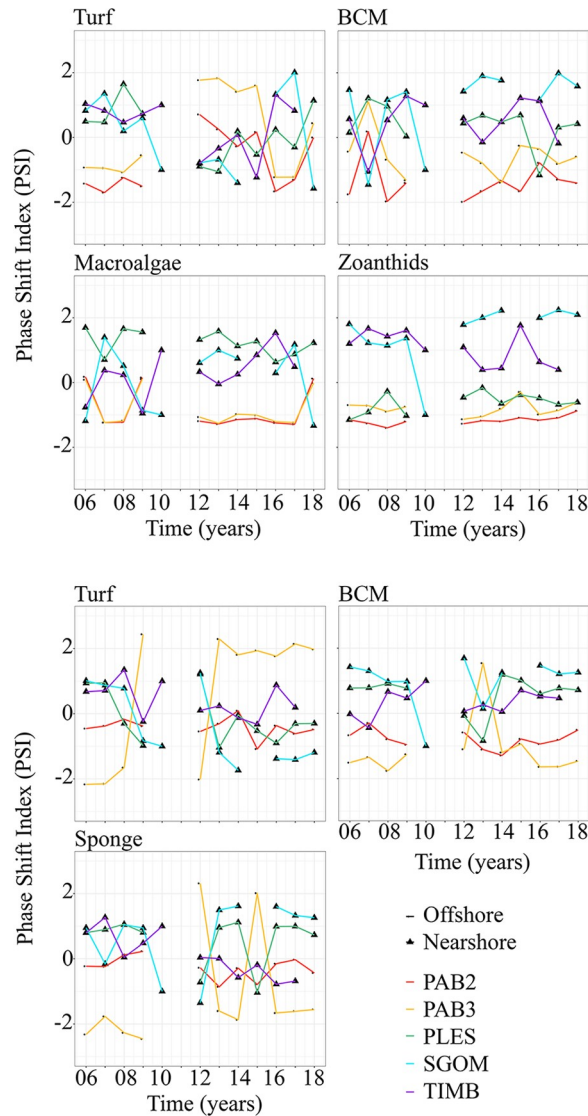 Turf
BCM
2
0
-2
Macroalgae
Zoanthids
2
0
-2
06 08 10 12 14 16 18
06 08 10 12 14 16 18
Time (years)
Time (years)
Phase Shift Index (PSI)
Turf
BCM
2
0
-2
06 08 10 12 14 16 18
Time (years)
Sponge
2
0
-2
06 08 10 12 14 16 18
Time (years)
Phase Shift Index (PSI)
Offshore
Nearshore
PAB2
PAB3
PLES
SGOM
TIMB